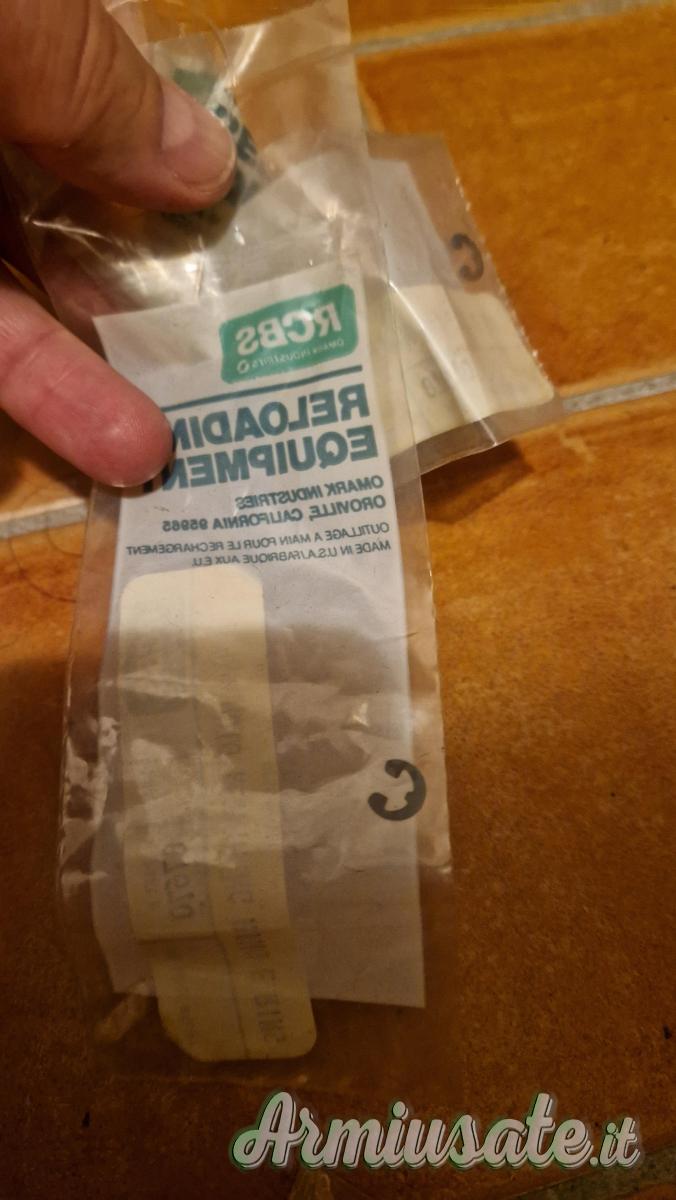 RCBS
OMARK INDUSTRIES
RELOADIN
EQUIPMEN
OMARK INDUSTRIES
OROVILLE, CALIFORNIA 95965
OUTILLAGE A MAIN POUR LE RECHARGEMENT
MADE IN U.S.A./FABRIQUE AUX E.U.
Armiusate.it